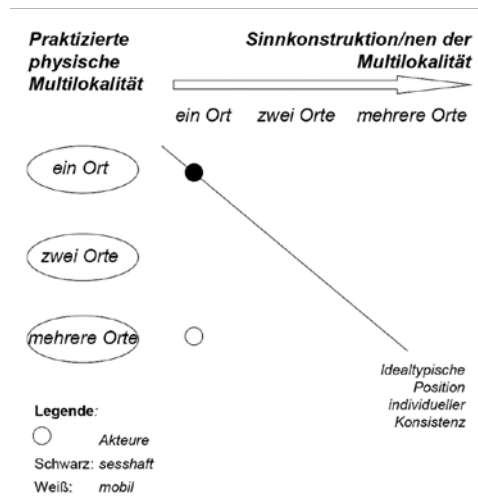 Praktizierte
physische
Multilokalität
Sinnkonstruktion/nen der
Multilokalität
ein Ort zwei Orte mehrere Orte
ein Ort
zwei Orte
mehrere Orte
Idealtypische
Position
individueller
Konsistenz
Legende:
Akteure
Schwarz: sesshaft
Weiß: mobil